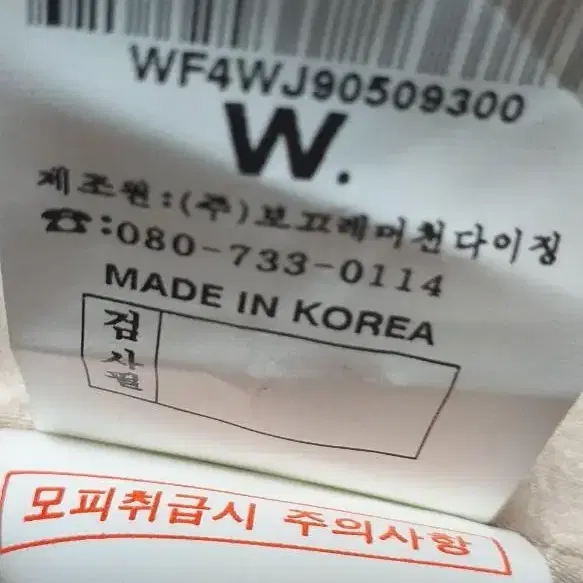 WF4WJ90509300
W.
제조원:(주)보끄레머천다이징
☎:080-733-0114
MADE IN KOREA
검사필
모피취급시 주의사항